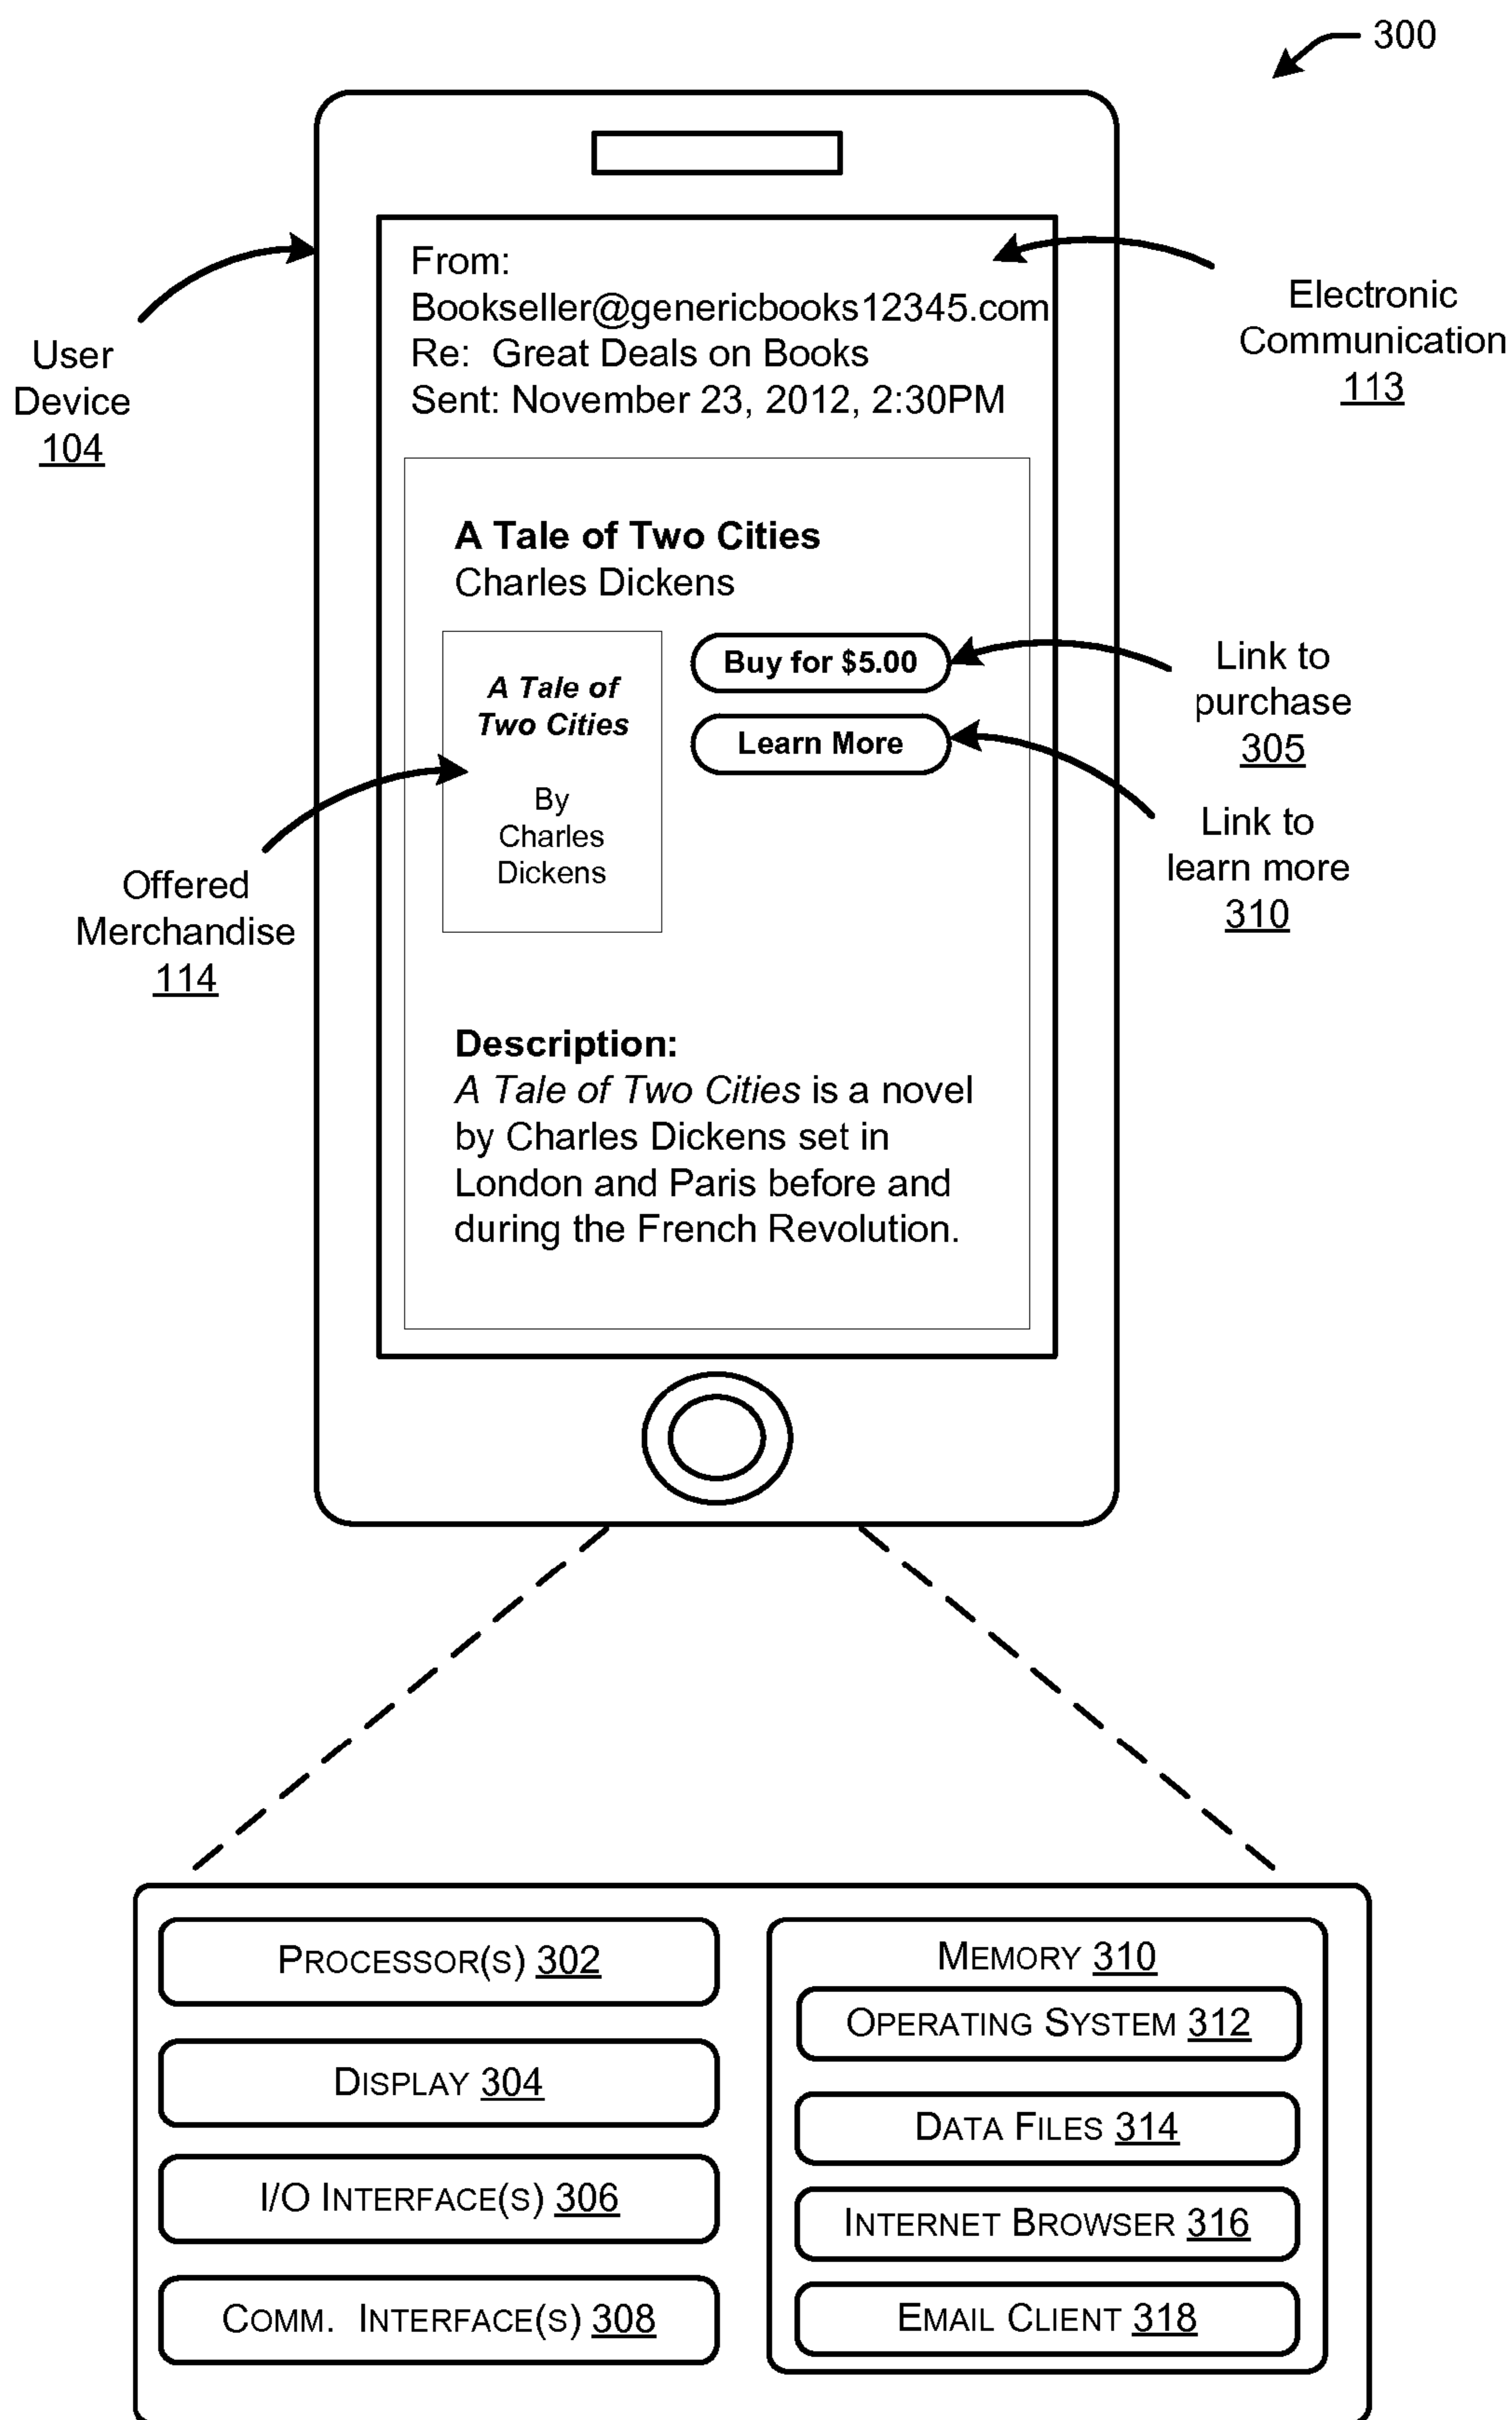 300
User
Device
104
From:
Bookseller@genericbooks12345.com
Re: Great Deals on Books
Sent: November 23, 2012, 2:30PM
Electronic
Communication
113
A Tale of Two Cities
Charles Dickens
A Tale of
Two Cities
By
Charles
Dickens
Buy for $5.00
Learn More
Link to
purchase
305
Link to
learn more
310
Offered
Merchandise
114
Description:
A Tale of Two Cities is a novel
by Charles Dickens set in
London and Paris before and
during the French Revolution.
PROCESSOR(S) 302
DISPLAY 304
I/O INTERFACE(S) 306
COMM. INTERFACE(S) 308
MEMORY 310
OPERATING SYSTEM 312
DATA FILES 314
INTERNET BROWSER 316
EMAIL CLIENT 318